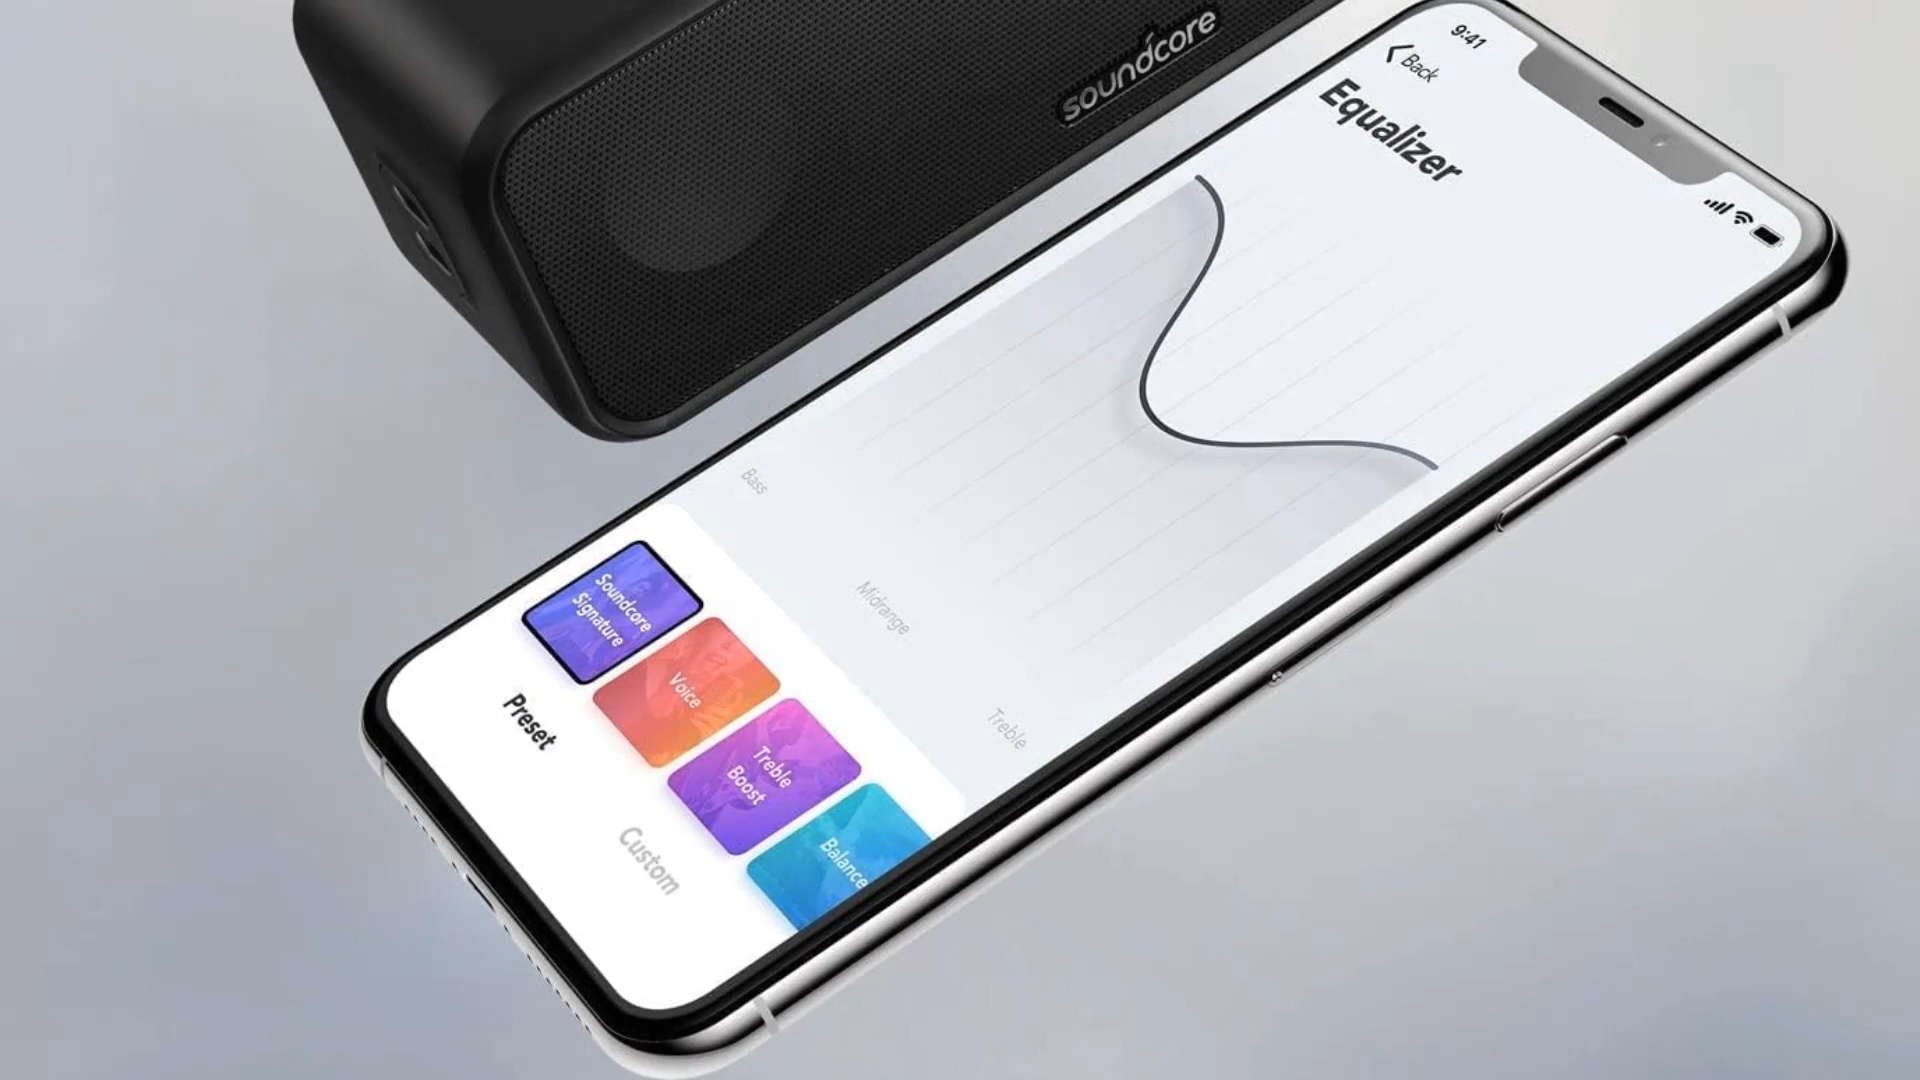 soundcore
9:41
Back
Equalizer
Bass
Midrange
Treble
Soundcore
Signature
Voice
Treble
Boost
Balance
Preset
Custom